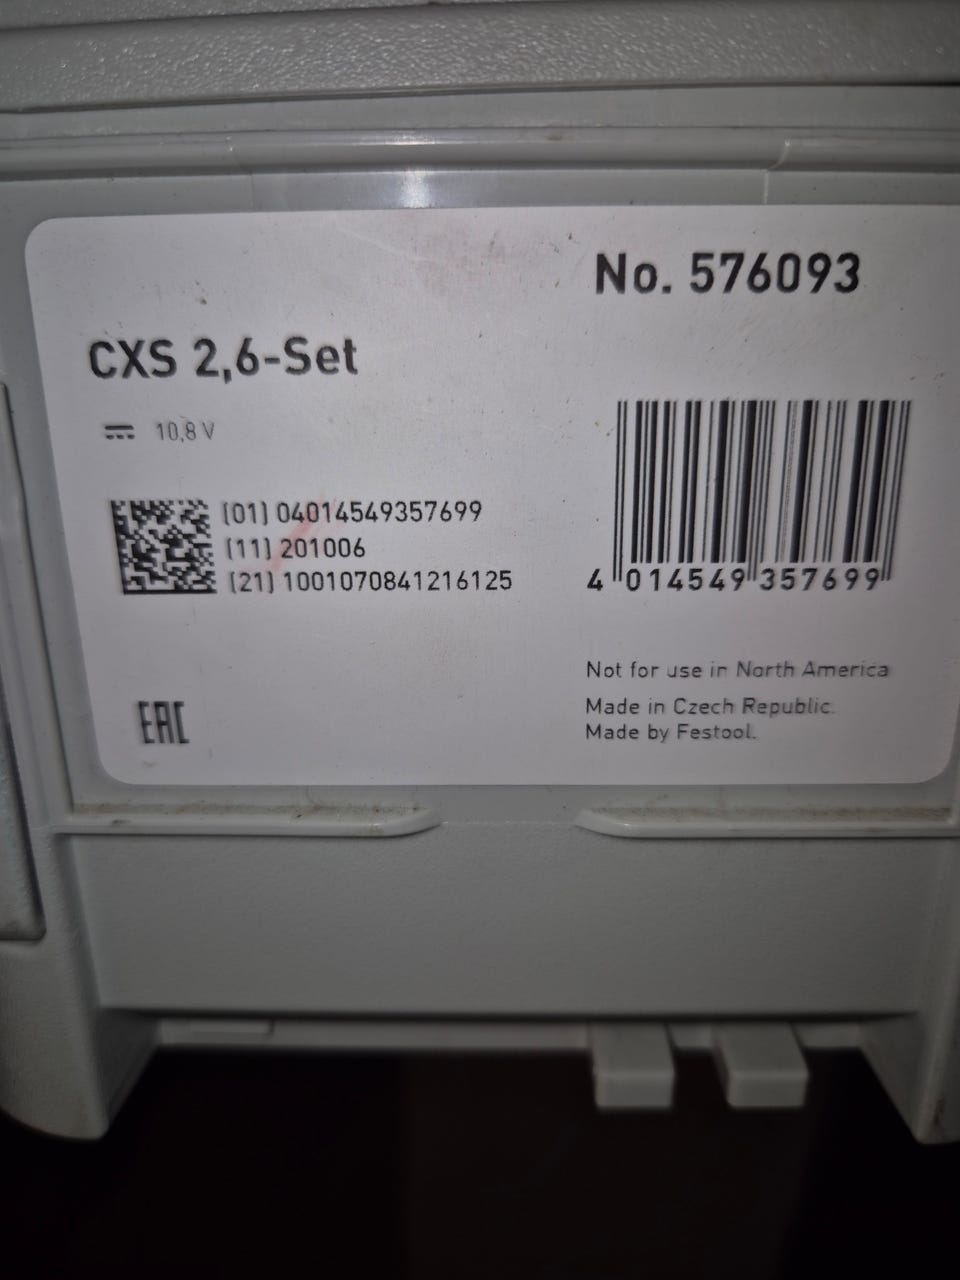 No. 576093
CXS 2,6-Set
10,8 V
(01) 04014549357699
(11) 201006
(21) 1001070841216125
4 014549 357699
Not for use in North America
Made in Czech Republic.
Made by Festool.
EAC